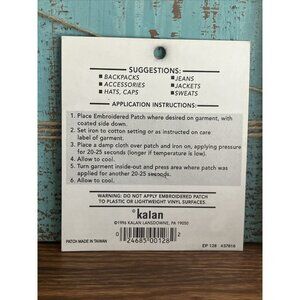 SUGGESTIONS:
■ BACKPACKS ■ JEANS
■ ACCESSORIES ■ JACKETS
■ HATS, CAPS ■ SWEATS
APPLICATION INSTRUCTIONS:
1. Place Embroidered Patch where desired on garment, with
coated side down.
2. Set iron to cotton setting or as instructed on care
label of garment.
3. Place a damp cloth over patch and iron on, applying pressure
for 20-25 seconds (longer if temperature is low).
4. Allow to cool.
5. Turn garment inside-out and press area where patch
was applied for another 20-25 seconds.
6. Allow to cool.
WARNING: DO NOT APPLY EMBROIDERED PATCH
TO PLASTIC OR LIGHTWEIGHT VINYL SURFACES.
kalan
©1996 KALAN LANSDOWNE, PA 19050
0 24685 00128 2
PATCH MADE IN TAIWAN
EP 128 : 437616